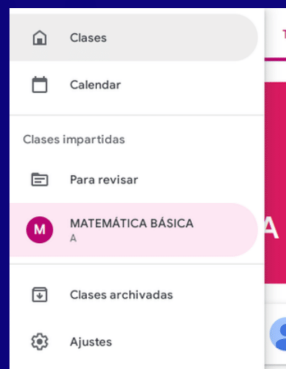 Clases
Calendar
Clases impartidas
Para revisar
M
MATEMÁTICA BÁSICA
A
A
Clases archivadas
Ajustes